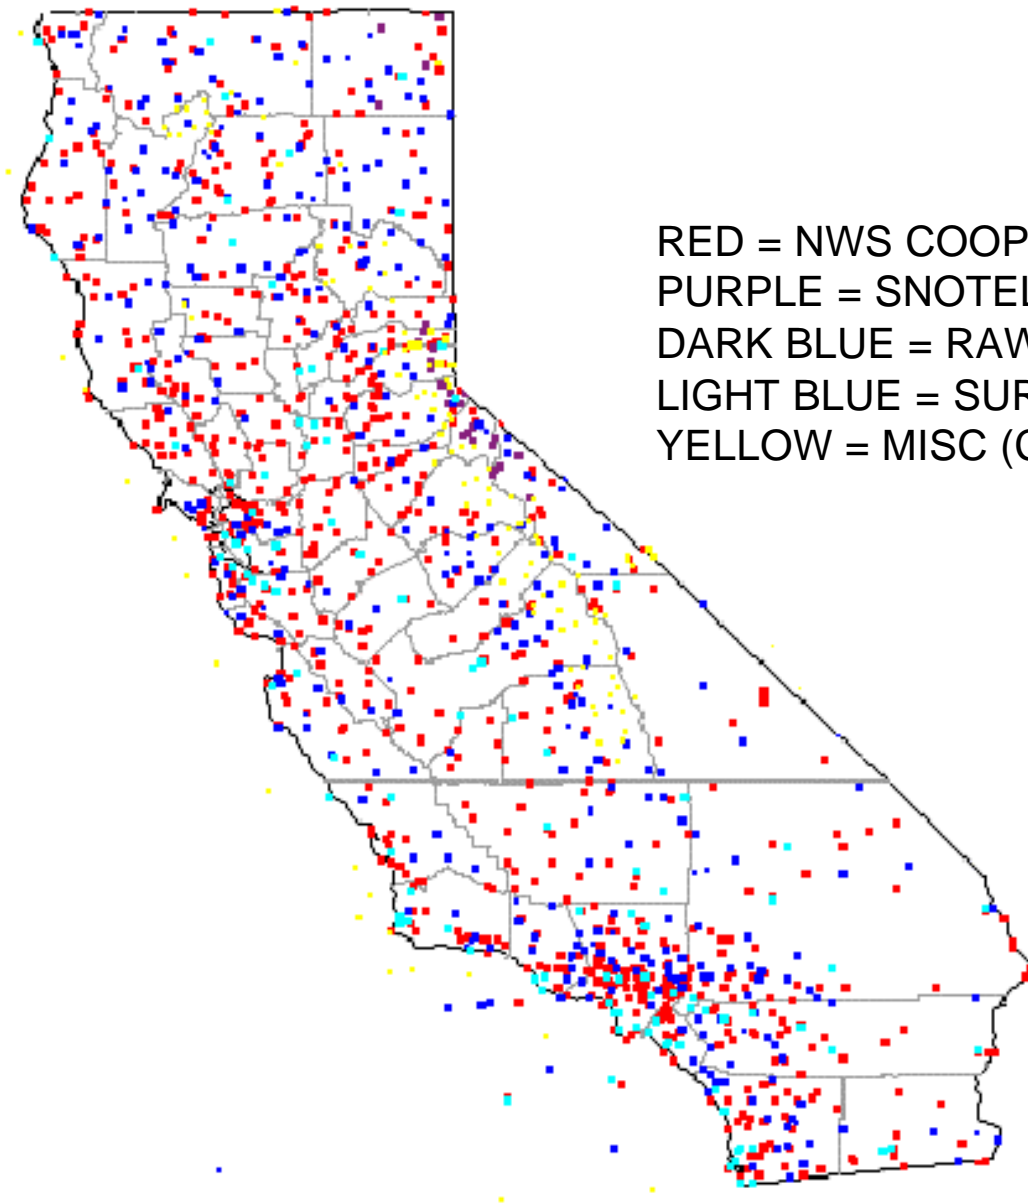 RED = NWS COOP
PURPLE = SNOTEL
DARK BLUE = RAW
LIGHT BLUE = SUR
YELLOW = MISC (